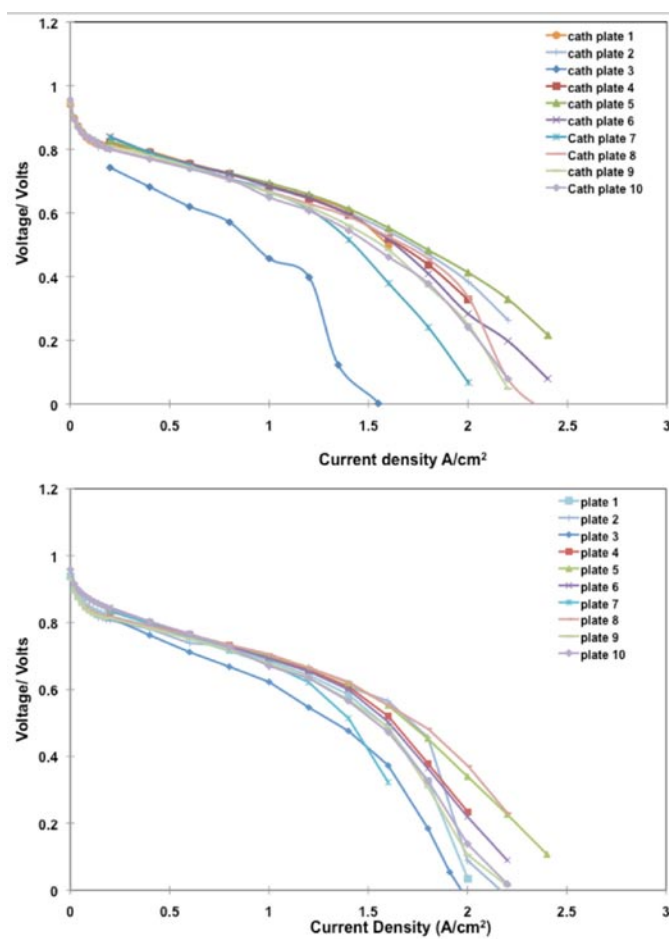 1.2
1
0.8
0.6
0.4
0.2
0
Voltage/ Volts
cath plate 1
cath plate 2
cath plate 3
cath plate 4
cath plate 5
cath plate 6
Cath plate 7
Cath plate 8
cath plate 9
Cath plate 10
0 0.5 1 1.5 2 2.5 3
Current density A/cm²
1.2
1
0.8
0.6
0.4
0.2
0
Voltage/ Volts
plate 1
plate 2
plate 3
plate 4
plate 5
plate 6
plate 7
plate 8
plate 9
plate 10
0 0.5 1 1.5 2 2.5 3
Current Density (A/cm²)